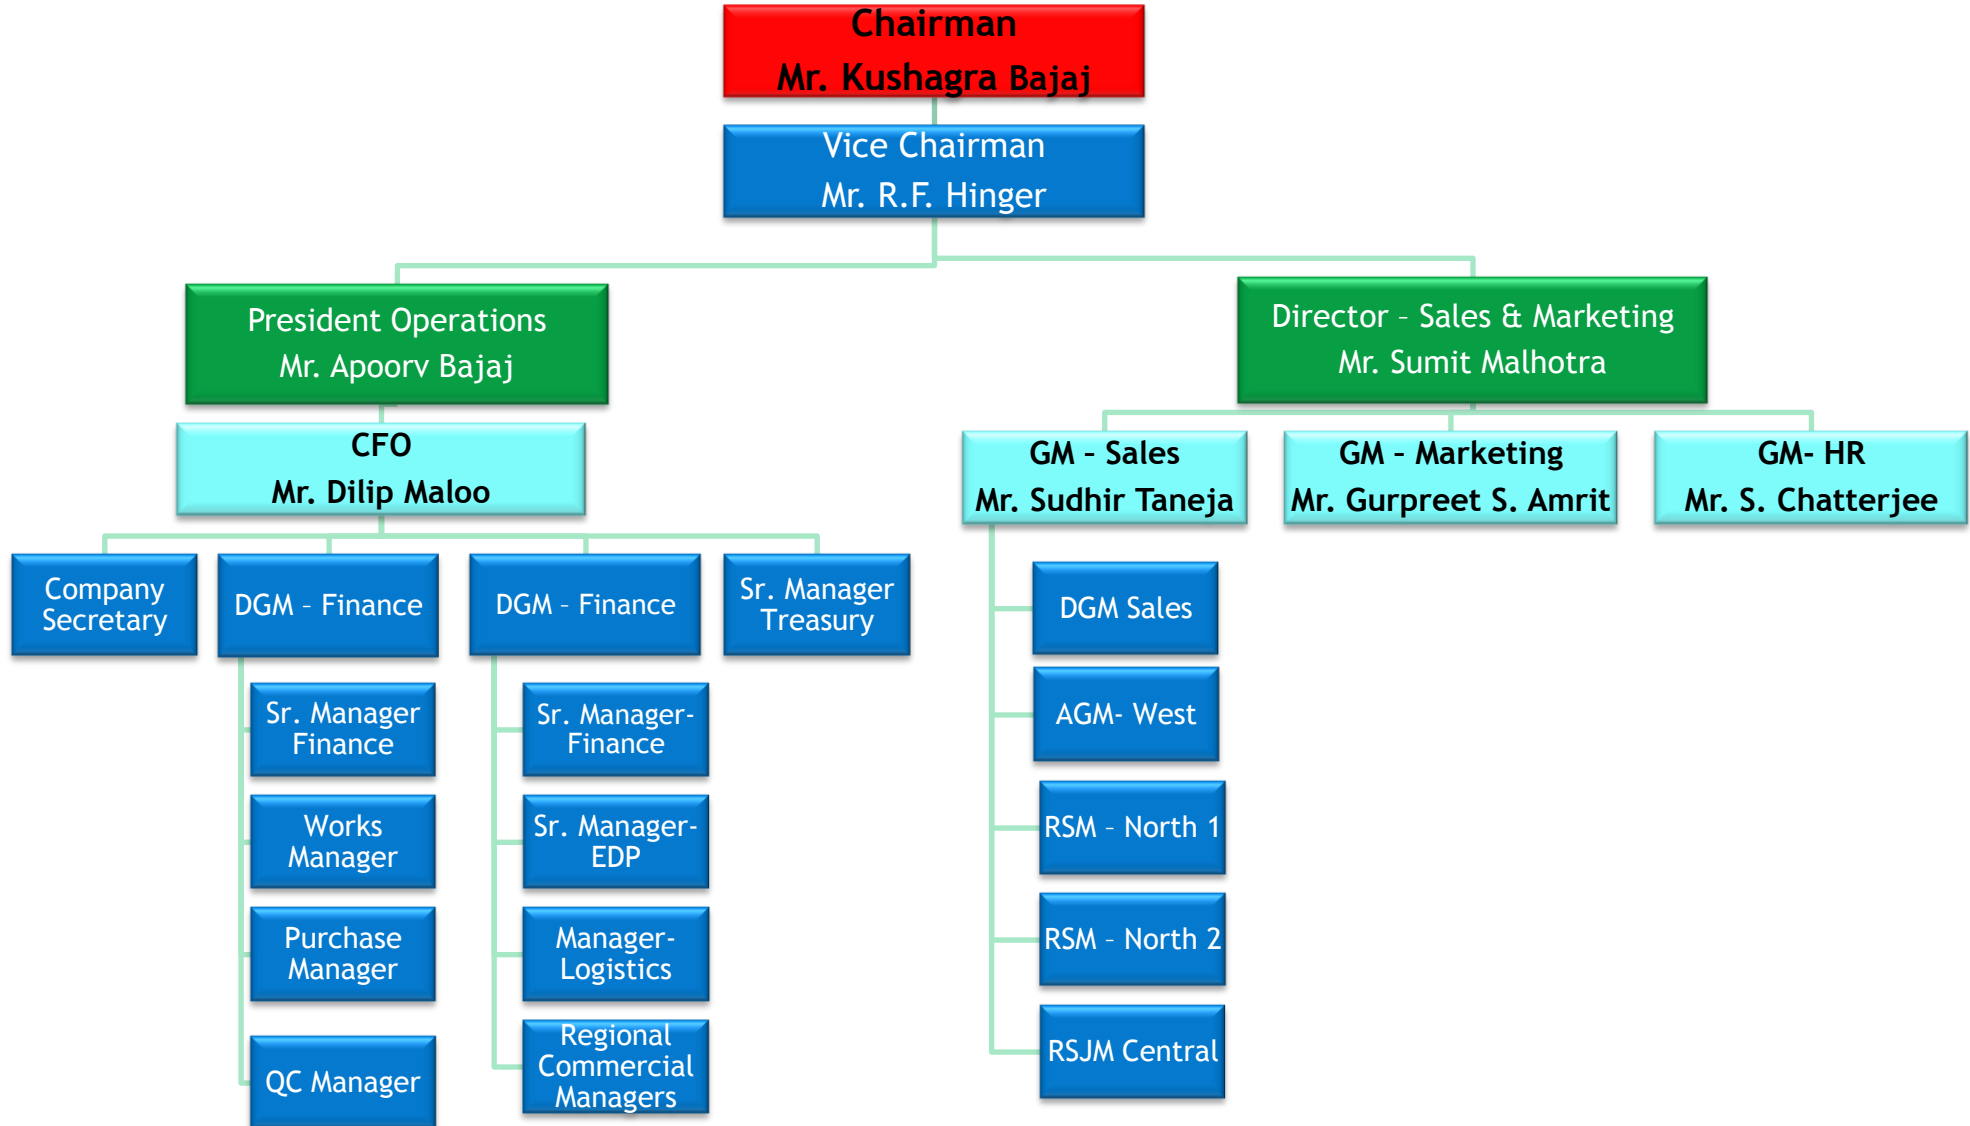 Chairman
Mr. Kushagra Bajaj
Vice Chairman
Mr. R.F. Hinger
President Operations
Mr. Apoorv Bajaj
Director – Sales & Marketing
Mr. Sumit Malhotra
CFO
Mr. Dilip Maloo
GM – Sales
Mr. Sudhir Taneja
GM – Marketing
Mr. Gurpreet S. Amrit
GM- HR
Mr. S. Chatterjee
Company
Secretary
DGM – Finance
DGM – Finance
Sr. Manager
Treasury
Sr. Manager
Finance
Works
Manager
Purchase
Manager
QC Manager
Sr. Manager-
Finance
Sr. Manager-
EDP
Manager-
Logistics
Regional
Commercial
Managers
DGM Sales
AGM- West
RSM – North 1
RSM – North 2
RSJM Central